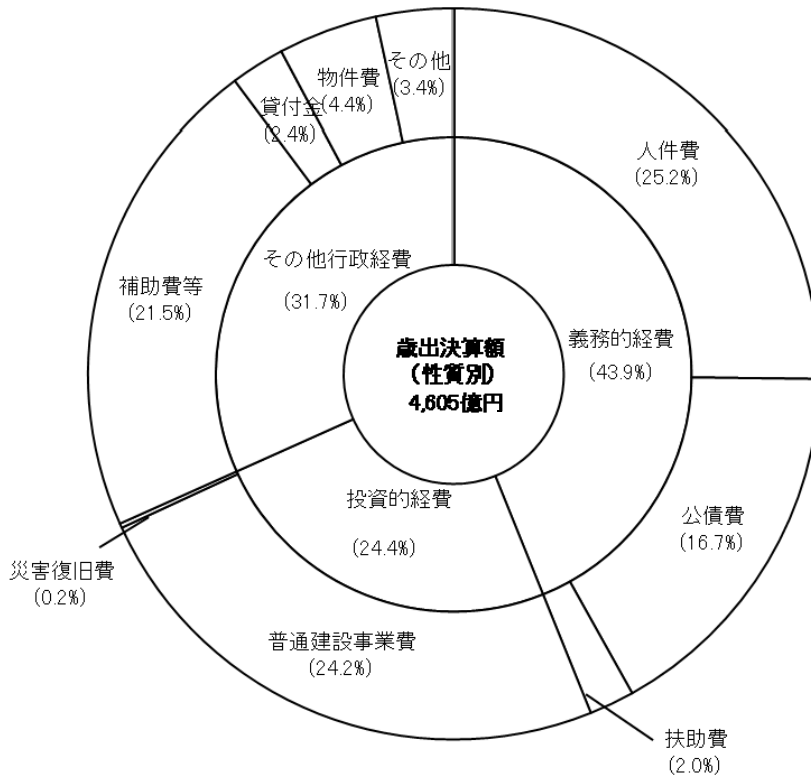 その他
(3.4%)
物件費
(4.4%)
貸付金
(2.4%)
人件費
(25.2%)
その他行政経費
(31.7%)
補助費等
(21.5%)
義務的経費
(43.9%)
歳出決算額
(性質別)
4,605億円
投資的経費
(24.4%)
公債費
(16.7%)
災害復旧費
(0.2%)
普通建設事業費
(24.2%)
扶助費
(2.0%)